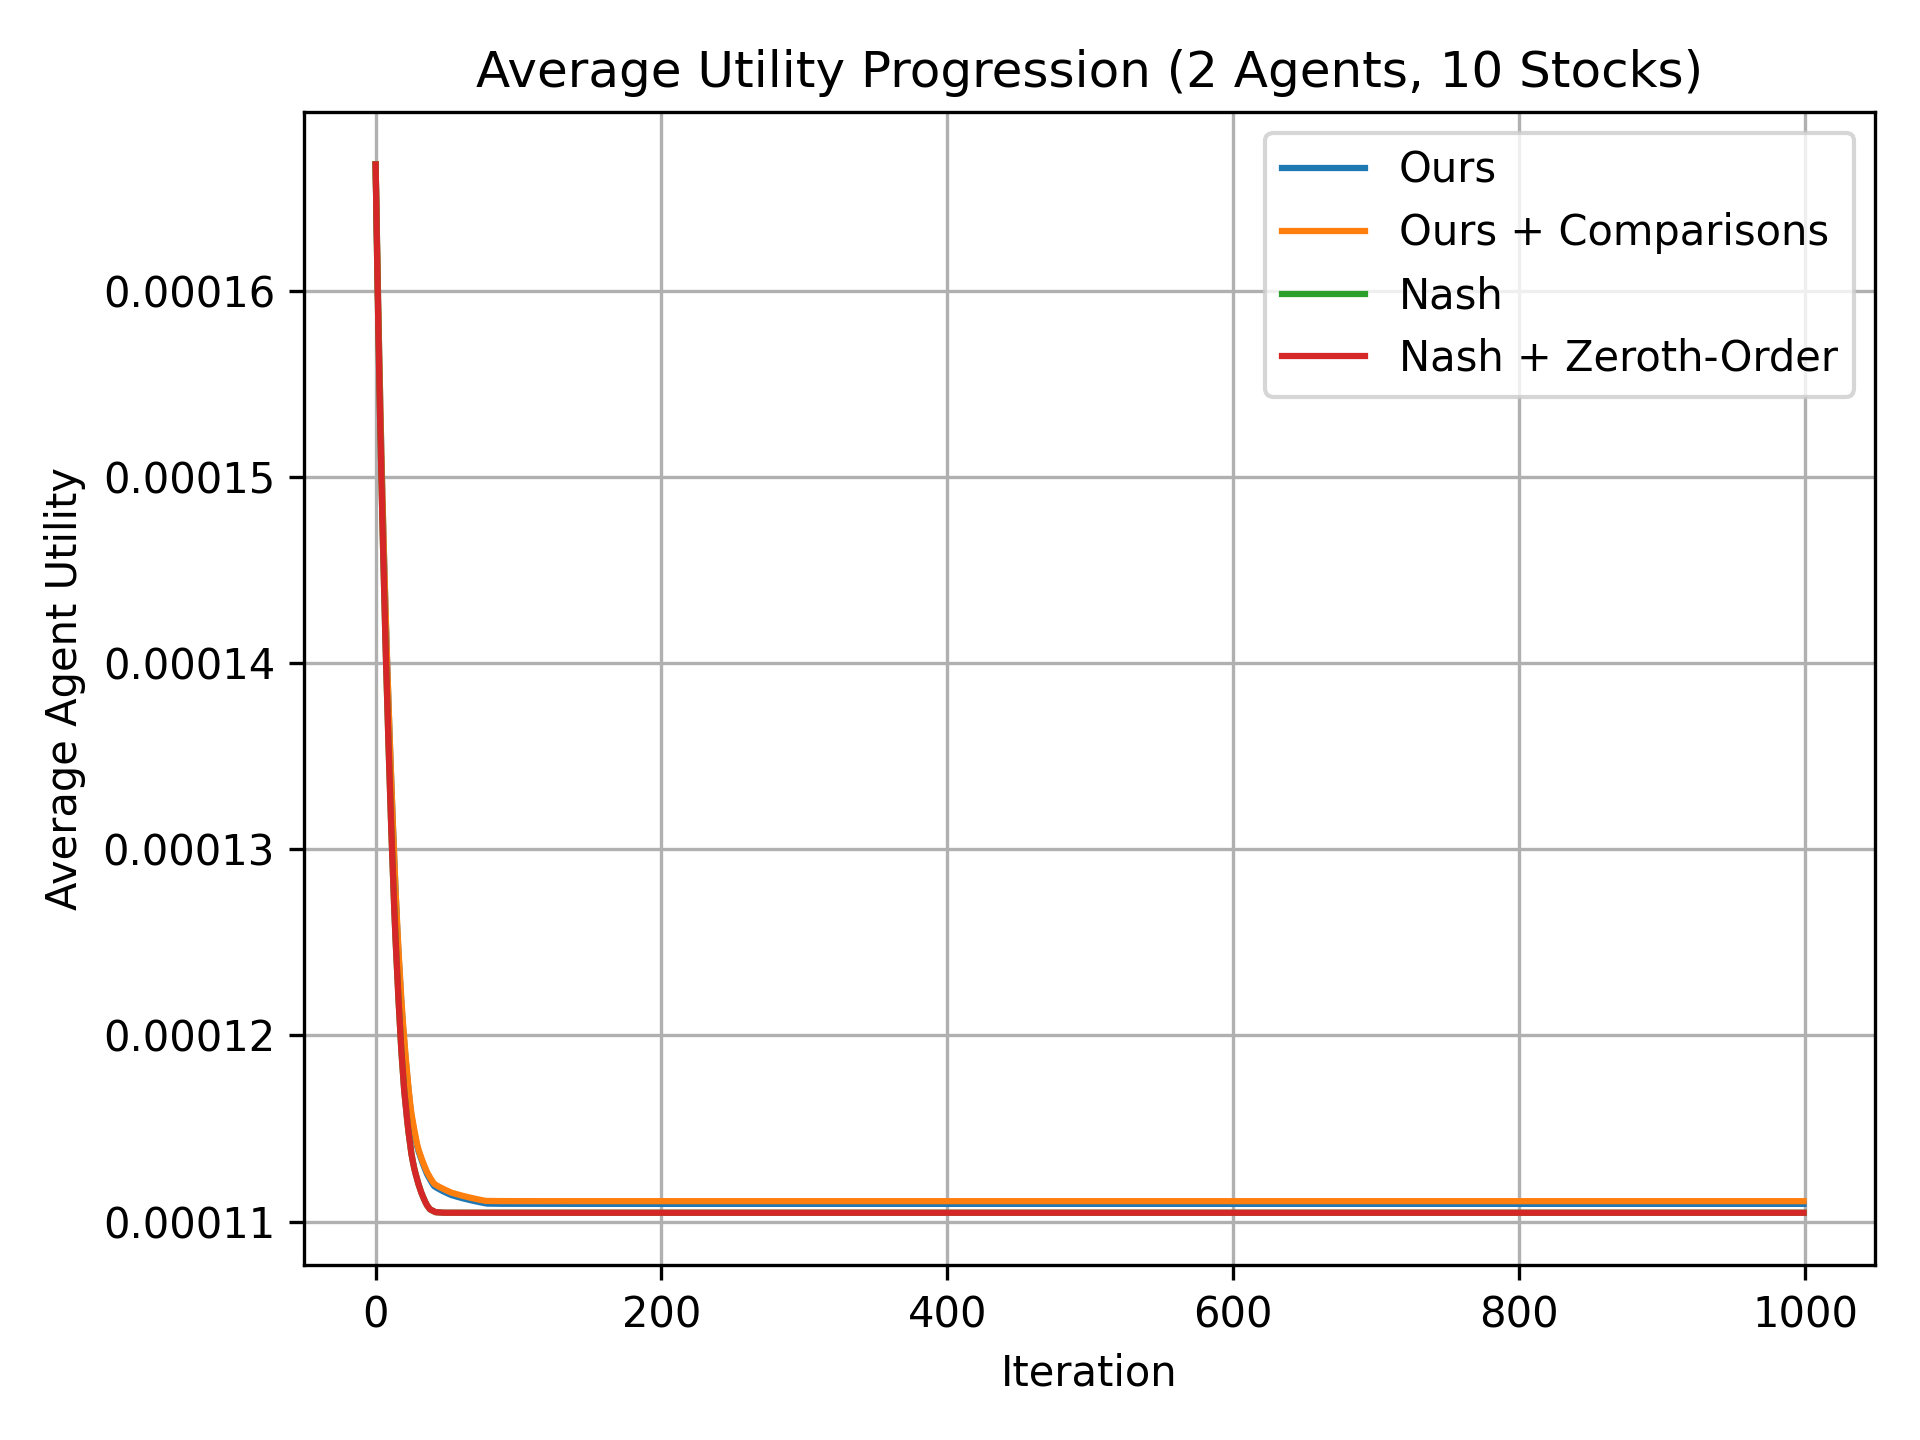 Average Utility Progression (2 Agents, 10 Stocks)
Ours
Ours + Comparisons
Nash
Nash + Zeroth-Order
Average Agent Utility
0.00016
0.00015
0.00014
0.00013
0.00012
0.00011
0
200
400
600
800
1000
Iteration